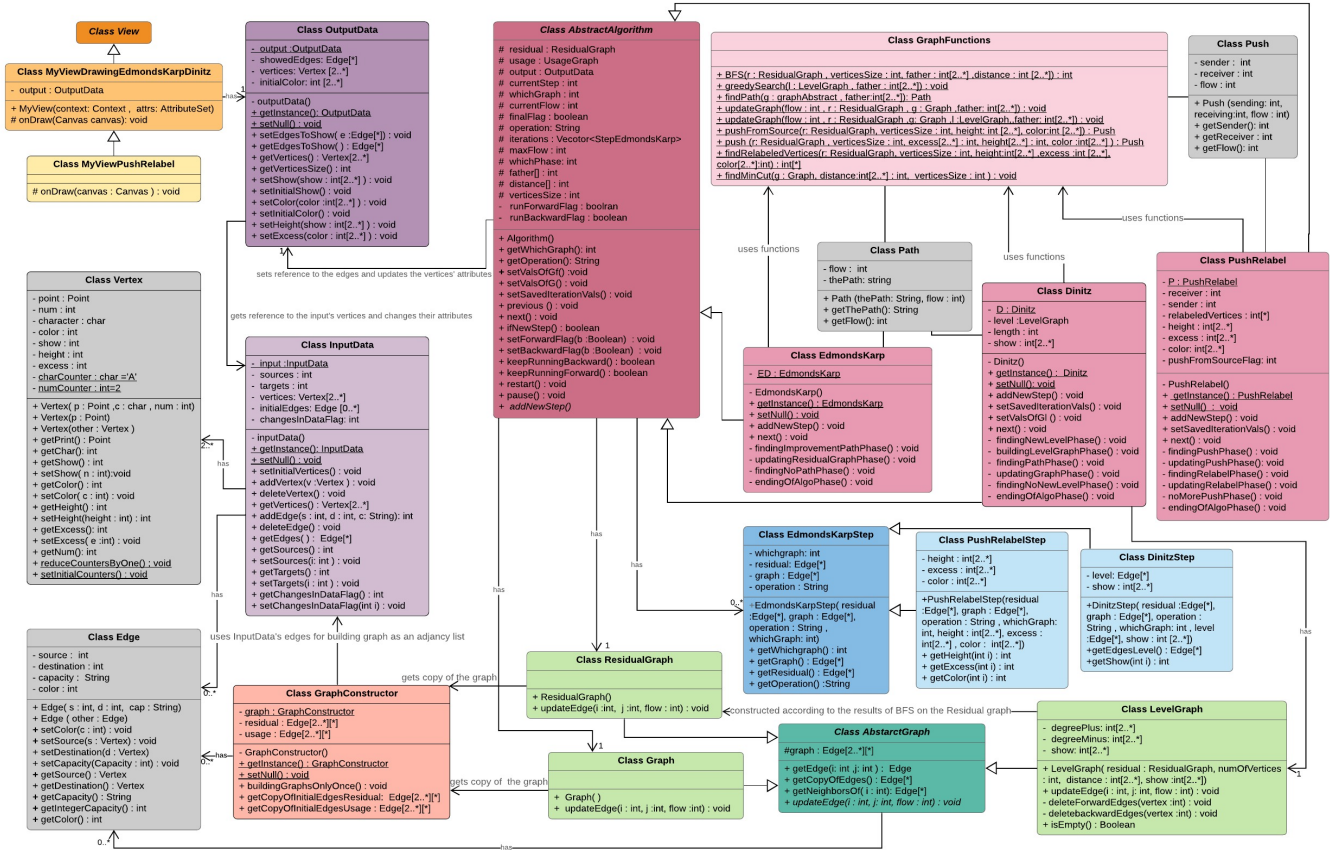 Class View
Class MyViewDrawingEdmondsKarpDinitz
- output : OutputData
+ MyView(context: Context , attrs: AttributeSet)
# onDraw(Canvas canvas): void
has
1
Class MyViewPushRelabel
# onDraw(canvas : Canvas ) : void
Class OutputData
- output :OutputData
- showedEdges: Edge[*]
- vertices: Vertex [2..*]
- initialColor: int [2..*]
- outputData()
+ getInstance(): OutputData
+ setNull() : void
+ setEdgesToShow( e :Edge[*]) : void
+ getEdgesToShow( ) : Edge[*]
+ getVertices() : Vertex[2..*]
+ getVerticesSize() : int
+ setShow(show : int[2..*] ) : void
+ setInitialShow() : void
+ setColor(color :int[2..*] ) : void
+ setInitialColor() : void
+ setHeight(show : int[2..*] ) : void
+ setExcess(color : int[2..*] ) : void
1
sets reference to the edges and updates the vertices' attributes
gets reference to the input's vertices and changes their attributes
Class AbstractAlgorithm
# residual : ResidualGraph
# usage : UsageGraph
# output : OutputData
# currentStep : int
# whichGraph : int
# currentFlow : int
# finalFlag : boolean
# operation: String
# iterations : Vecotor<StepEdmondsKarp>
# maxFlow : int
# whichPhase: int
# father[] : int
# distance[] : int
# verticesSize : int
- runForwardFlag : boolran
- runBackwardFlag : boolean
+ Algorithm()
+ getWhichGraph(): int
+ getOperation(): String
+ setValsOfGf() :void
+ setValsOfG() : void
+ setSavedIterationVals() : void
+ previous () : void
+ next() : void
+ ifNewStep() : boolean
+ setForwardFlag(b :Boolean) : void
+ setBackwardFlag(b :Boolean) : void
+ keepRunningBackward() : boolean
+ keepRunningForward() : boolean
+ restart() : void
+ pause() : void
+ addNewStep()
Class GraphFunctions
+ BFS(r : ResidualGraph , verticesSize : int, father : int[2..*] ,distance : int [2..*]) : int
+ greedySearch(l : LevelGraph , father : int[2..*]) : void
+ findPath(g : graphAbstract , father:int[2..*]): Path
+ updateGraph(flow : int , r : ResidualGraph , g : Graph ,father: int[2..*]) : void
+ updateGraph(flow : int , r : ResidualGraph ,g: Graph ,l :LevelGraph,,father: int[2..*]) : void
+ pushFromSource(r: ResidualGraph, verticesSize : int, height: int [2..*], color:int [2..*]) : Push
+ push (r : ResidualGraph , verticesSize : int, excess[2..*] : int, height[2..*] : int, color :int[2..*] ) : Push
+ findRelabeledVertices(r: ResidualGraph, verticesSize : int, height:int[2..*] ,excess :int [2..*],
color[2..*]:int) : int[*]
+ findMinCut(g : Graph, distance:int[2..*] : int, verticesSize : int ) : void
Class Push
- sender : int
- receiver : int
- flow : int
+ Push (sending: int,
receiving:int, flow : int)
+ getSender(): int
+ getReceiver : int
+ getFlow(): int
uses functions
uses functions
uses functions
Class Path
- flow : int
- thePath: string
+ Path (thePath: String, flow : int)
+ getThePath(): String
+ getFlow(): int
Class EdmondsKarp
- ED : EdmondsKarp
- EdmondsKarp()
+ getInstance() : EdmondsKarp
+ setNull() : void
+ addNewStep() : void
+ next() : void
- findingImprovementPathPhase() : void
- updatingResidualGraphPhase() : void
- findingNoPathPhase() : void
- endingOfAlgoPhase() : void
Class Dinitz
- D : Dinitz
- level :LevelGraph
- length : int
- show : int[2..*]
- Dinitz()
+ getInstance() : Dinitz
+ setNull(): void
+ addNewStep() : void
+ setSavedIterationVals() : void
+ setValsOfGl () : void
+ next() : void
- findingNewLevelPhase() : void
- buildingLevelGraphPhase() : void
- findingPathPhase() : void
- updatingGraphPhase() : void
- findingNoNewLevelPhase() : void
- endingOfAlgoPhase() : void
Class PushRelabel
- P : PushRelabel
- receiver : int
- sender : int
- relabeledVertices : int[*]
- height : int[2..*]
- excess : int[2..*]
- color: int[2..*]
- pushFromSourceFlag: int
- PushRelabel()
+ getInstance() : PushRelabel
+ setNull() : void
+ addNewStep() : void
+ setSavedIterationVals() : void
+ next() : void
- findingPushPhase() : void
- updatingPushPhase() : void
- findingRelabelPhase() : void
- updatingRelabelPhase() : void
- noMorePushPhase() : void
- endingOfAlgoPhase() : void
Class Vertex
- point : Point
- num : int
- character : char
- color : int
- show : int
- height : int
- excess : int
- charCounter : char ='A'
- numCounter : int=2
+ Vertex( p : Point ,c : char , num : int)
+ Vertex(p : Point)
+ Vertex(other : Vertex )
+ getPrint() : Point
+ getChar(): int
+ getShow() : int
+ setShow( n : int):void
+ getColor() : int
+ setColor( c : int) : void
+ getHeight() : int
+ setHeight(height : int) : void
+ getExcess(): int
+ setExcess( e :int) : void
+ getNum(): int
+ reduceCountersByOne() : void
+ setInitialCounters() : void
2..*
has
Class InputData
- input :InputData
- sources : int
- targets : int
- vertices: Vertex[2..*]
- initialEdges: Edge [0..*]
- changesInDataFlag: int
- inputData()
+ getInstance(): InputData
+ setNull() : void
+ setInitialVertices() : void
+ addVertex(v :Vertex ) : void
+ deleteVertex() : void
+ getVertices() : Vertex[2..*]
+ addEdge(s : int, d : int, c: String): int
+ deleteEdge() : void
+ getEdges( ) : Edge[*]
+ getSources() : int
+ setSources(i: int ) : void
+ getTargets() : int
+ setTargets(i : int ) : void
+ getChangesInDataFlag() : int
+ setChangesInDataFlag(int i) : void
has
uses InputData's edges for building graph as an adjancy list
Class Edge
- source : int
- destination : int
- capacity : String
- color : int
+ Edge( s : int, d : int, cap : String)
+ Edge ( other : Edge)
+ setColor(c : int) : void
+ setSource(s : Vertex) : void
+ setDestination(d : Vertex)
+ setCapacity(Capacity : int) : void
+ getSource() : Vertex
+ getDestination() : Vertex
+ getCapacity() : String
+ getIntegerCapacity() : int
+ getColor() : int
0..*
has
0..*
0..*
has
Class GraphConstructor
- graph : GraphConstructor
- residual : Edge[2..*][*]
- usage : Edge[2..*][*]
- GraphConstructor()
+ getInstance() : GraphConstructor
+ setNull() : void
+ buildingGraphsOnlyOnce() : void
+ getCopyOfInitialEdgesResidual: Edge[2..*][*]
+ getCopyOfInitialEdgesUsage : Edge[2..*][*]
gets copy of the graph
gets copy of the graph
has
has
has
1
1
0..*
Class ResidualGraph
+ ResidualGraph()
+ updateEdge(i :int, j :int,flow : int) : void
Class Graph
+ Graph( )
+ updateEdge(i : int, j :int,flow :int) : void
Class EdmondsKarpStep
- whichgraph: int
- residual: Edge[*]
- graph : Edge[*]
- operation : String
+EdmondsKarpStep( residual
:Edge[*], graph : Edge[*],
operation : String ,
whichGraph: int)
+ getWhichgraph() : int
+ getGraph() : Edge[*]
+ getResidual() : Edge[*]
+ getOperation() :String
Class PushRelabelStep
- height : int[2..*]
- excess : int[2..*]
- color : int[2..*]
+PushRelabelStep(residual
:Edge[*], graph : Edge[*],
operation : String , whichGraph:
int, height : int[2..*], excess :
int[2..*] , color : int[2..*])
+ getHeight(int i) : int
+ getExcess(int i) : int
+ getColor(int i) : int
Class DinitzStep
- level: Edge[*]
- show : int[2..*]
+DinitzStep( residual :Edge[*],
graph : Edge[*], operation :
String , whichGraph: int , level
:Edge[*], show : int [2..*])
+getEdgesLevel() : Edge[*]
+getShow(int i) : int
has
1
constructed according to the results of BFS on the Residual graph
Class AbstarctGraph
#graph : Edge[2..*][*]
+ getEdge(i: int ,j: int ) : Edge
+ getCopyOfEdges() : Edge[*]
+ getNeighborsOf( i : int): Edge[*]
+ updateEdge(i : int, j: int, flow : int) : void
Class LevelGraph
- degreePlus: int[2..*]
- degreeMinus: int[2..*]
- show: int[2..*]
+ LevelGraph( residual : ResidualGraph, numOfVertices
: int, distance : int[2..*], show :int[2..*])
+ updateEdge(i : int, j: int, flow : int) : void
- deleteForwardEdges(vertex :int) : void
- deletebackwardEdges(vertex :int) : void
+ isEmpty() : Boolean